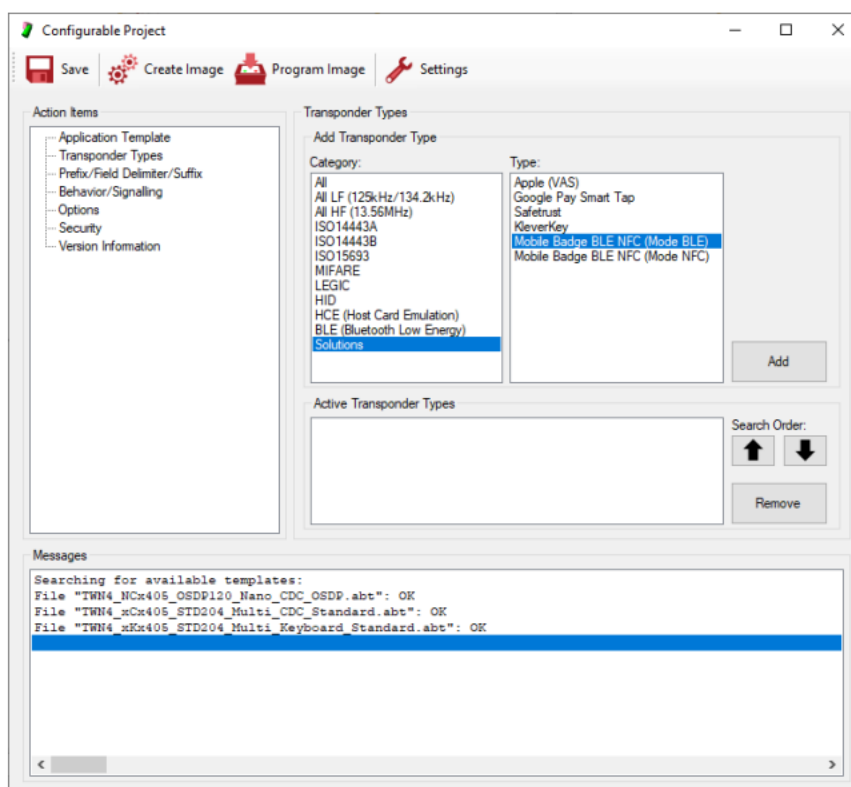 Configurable Project
Save
Create Image
Program Image
Settings
Action Items
Application Template
Transponder Types
Prefix/Field Delimiter/Suffix
Behavior/Signalling
Options
Security
Version Information
Transponder Types
Add Transponder Type
Category:
All
All LF (125kHz/134.2kHz)
All HF (13.56MHz)
ISO14443A
ISO14443B
ISO15693
MIFARE
LEGIC
HID
HCE (Host Card Emulation)
BLE (Bluetooth Low Energy)
Solutions
Type:
Apple (VAS)
Google Pay Smart Tap
Safetrust
KleverKey
Mobile Badge BLE NFC (Mode BLE)
Mobile Badge BLE NFC (Mode NFC)
Add
Active Transponder Types
Search Order:
Remove
Messages
Searching for available templates:
File "TWN4_NCx405_OSDP120_Nano_CDC_OSDP.abt": OK
File "TWN4_xCx405_STD204_Multi_CDC_Standard.abt": OK
File "TWN4_xKx405_STD204_Multi_Keyboard_Standard.abt": OK